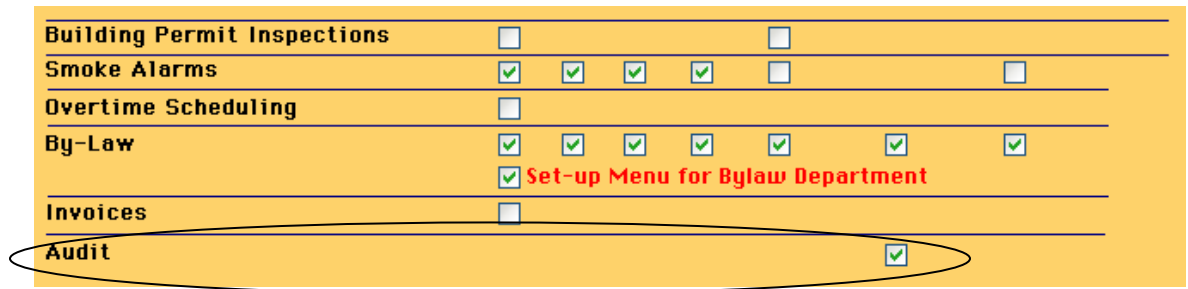 Building Permit Inspections
Smoke Alarms
Overtime Scheduling
By-Law
Set-up Menu for Bylaw Department
Invoices
Audit